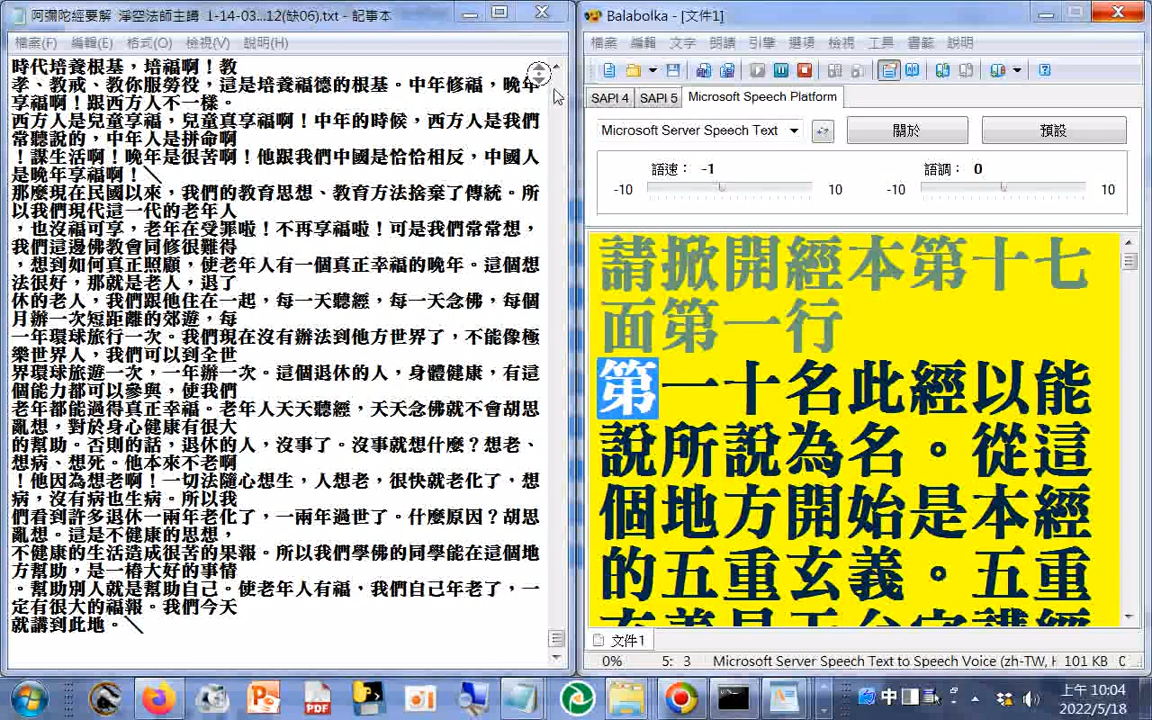 阿彌陀經要解 淨空法師主講 1-14-03...12(缺06).txt - 記事本
檔案(F) 編輯(E) 格式(O) 檢視(V) 說明(H)
時代培養根基，培福啊！教
孝、教戒、教你服勞役，這是培養福德的根基。中年修福，晚年
享福啊！跟西方人不一樣。
西方人是兒童享福，兒童真享福啊！中年的時候，西方人是我們
常聽說的，中年人是拼命啊
！謀生活啊！晚年是很苦啊！他跟我們中國是恰恰相反，中國人
是晚年享福啊！╲
那麼現在民國以來，我們的教育思想、教育方法捨棄了傳統。所
以我們現代這一代的老年人
，也沒福可享，老年在受罪啦！不再享福啦！可是我們常常想，
我們這邊佛教會同修很難得
，想到如何真正照顧，使老年人有一個真正幸福的晚年。這個想
法很好，那就是老人，退了
休的老人，我們跟他住在一起，每一天聽經，每一天念佛，每個
月辦一次短距離的郊遊，每
一年環球旅行一次。我們現在沒有辦法到他方世界了，不能像極
樂世界人，我們可以到全世
界環球旅遊一次，一年辦一次。這個退休的人，身體健康，有這
個能力都可以參與，使我們
老年都能過得真正幸福。老年人天天聽經，天天念佛就不會胡思
亂想，對於身心健康有很大
的幫助。否則的話，退休的人，沒事了。沒事就想什麼？想老、
想病、想死。他本來不老啊
！他因為想老啊！一切法隨心想生，人想老，很快就老化了，想
病，沒有病也生病。所以我
們看到許多退休一兩年老化了，一兩年過世了。什麼原因？胡思
亂想。這是不健康的思想，
不健康的生活造成很苦的果報。所以我們學佛的同學能在這個地
方幫助，是一樁大好的事情
。幫助別人就是幫助自己。使老年人有福，我們自己年老了，一
定有很大的福報。我們今天
就講到此地。╲
Balabolka - [文件1]
檔案 編輯 文字 朗讀 引擎 選項 檢視 工具 書籤 說明
SAPI 4 SAPI 5 Microsoft Speech Platform
Microsoft Server Speech Text 關於 預設
語速： -1 語調： 0
-10 10 -10 10
請掀開經本第十七
面第一行
第一十名此經以能
說所說為名。從這
個地方開始是本經
的五重玄義。五重
玄義是天台家講經
文件1
0% 5: 3 Microsoft Server Speech Text to Speech Voice (zh-TW, H 101 KB C
中 上午 10:04
2022/5/18